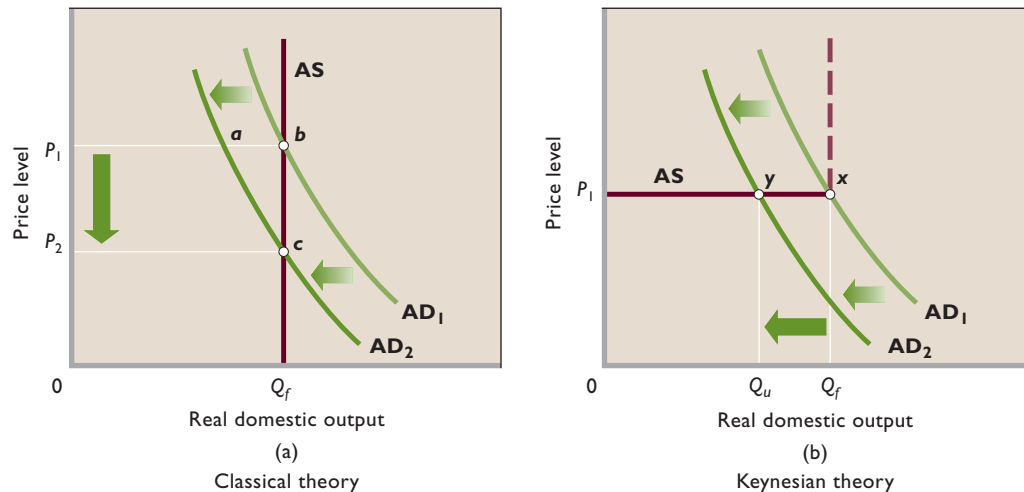 Price level
P1
P2
AS
a
b
c
AD1
AD2
0
Qf
Real domestic output
(a)
Classical theory
Price level
P1
AS
y
x
AD1
AD2
0
Qu
Qf
Real domestic output
(b)
Keynesian theory